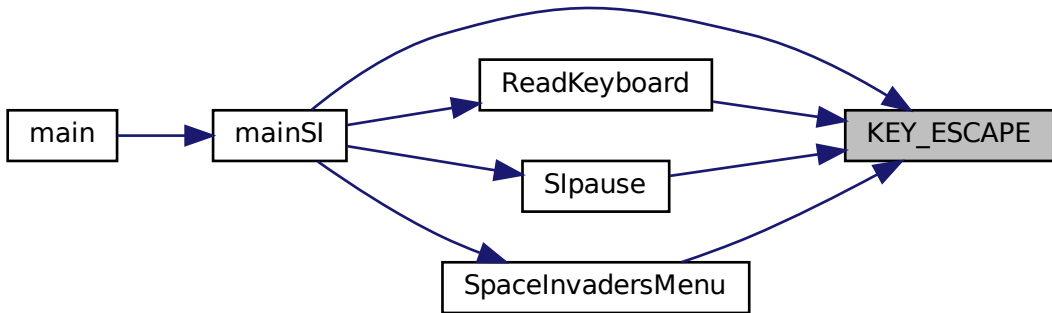 main
mainSI
ReadKeyboard
SIpause
SpaceInvadersMenu
KEY_ESCAPE